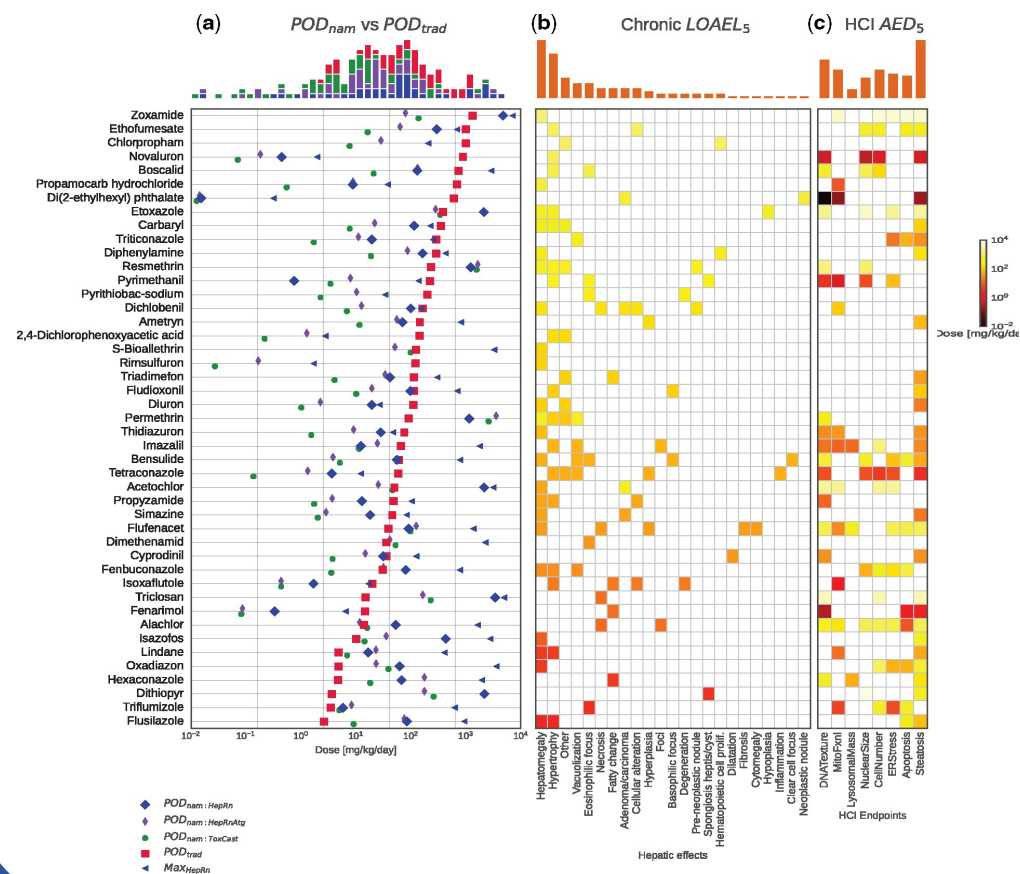 (a) POD_nam vs POD_trad
(b) Chronic LOAEL_5
(c) HCI AED_5
Zoxamide
Ethofumesate
Chlorpropham
Novaluron
Boscalid
Propamocarb hydrochloride
Di(2-ethylhexyl) phthalate
Etoxazole
Carbaryl
Triticonazole
Diphenylamine
Resmethrin
Pyrimethanil
Pyrithiobac-sodium
Dichlobenil
Ametryn
2,4-Dichlorophenoxyacetic acid
S-Bioallethrin
Rimsulfuron
Triadimefon
Fludioxonil
Diuron
Permethrin
Thidiazuron
Imazalil
Bensulide
Tetraconazole
Acetochlor
Propyzamide
Simazine
Flufenacet
Dimethenamid
Cyprodinil
Fenbuconazole
Isoxaflutole
Triclosan
Fenarimol
Alachlor
Isazofos
Lindane
Oxadiazon
Hexaconazole
Dithiopyr
Triflumizole
Flusilazole
10^-2 10^-1 10^0 10^1 10^2 10^3 10^4
Dose [mg/kg/day]
Hepatomegaly
Hypertrophy
Other
Vacuolization
Eosinophilic focus
Necrosis
Fatty change
Adenoma/carcinoma
Cellular alteration
Hyperplasia
Foci
Basophilic focus
Degeneration
Pre-neoplastic nodule
Spongiosis heptis/cyst
Hematopoietic cell prolif.
Dilatation
Fibrosis
Cytomegaly
Hypoplasia
Inflammation
Clear cell focus
Neoplastic nodule
Hepatic effects
DNATexture
MitoFxnI
LysosomalMass
NuclearSize
CellNumber
ERStress
Apoptosis
Steatosis
HCI Endpoints
10^4
10^2
10^0
10^-2
Dose [mg/kg/da
POD_nam:HepRn
POD_nam:HepRnAtg
POD_nam:ToxCast
POD_trad
Max_HepRn